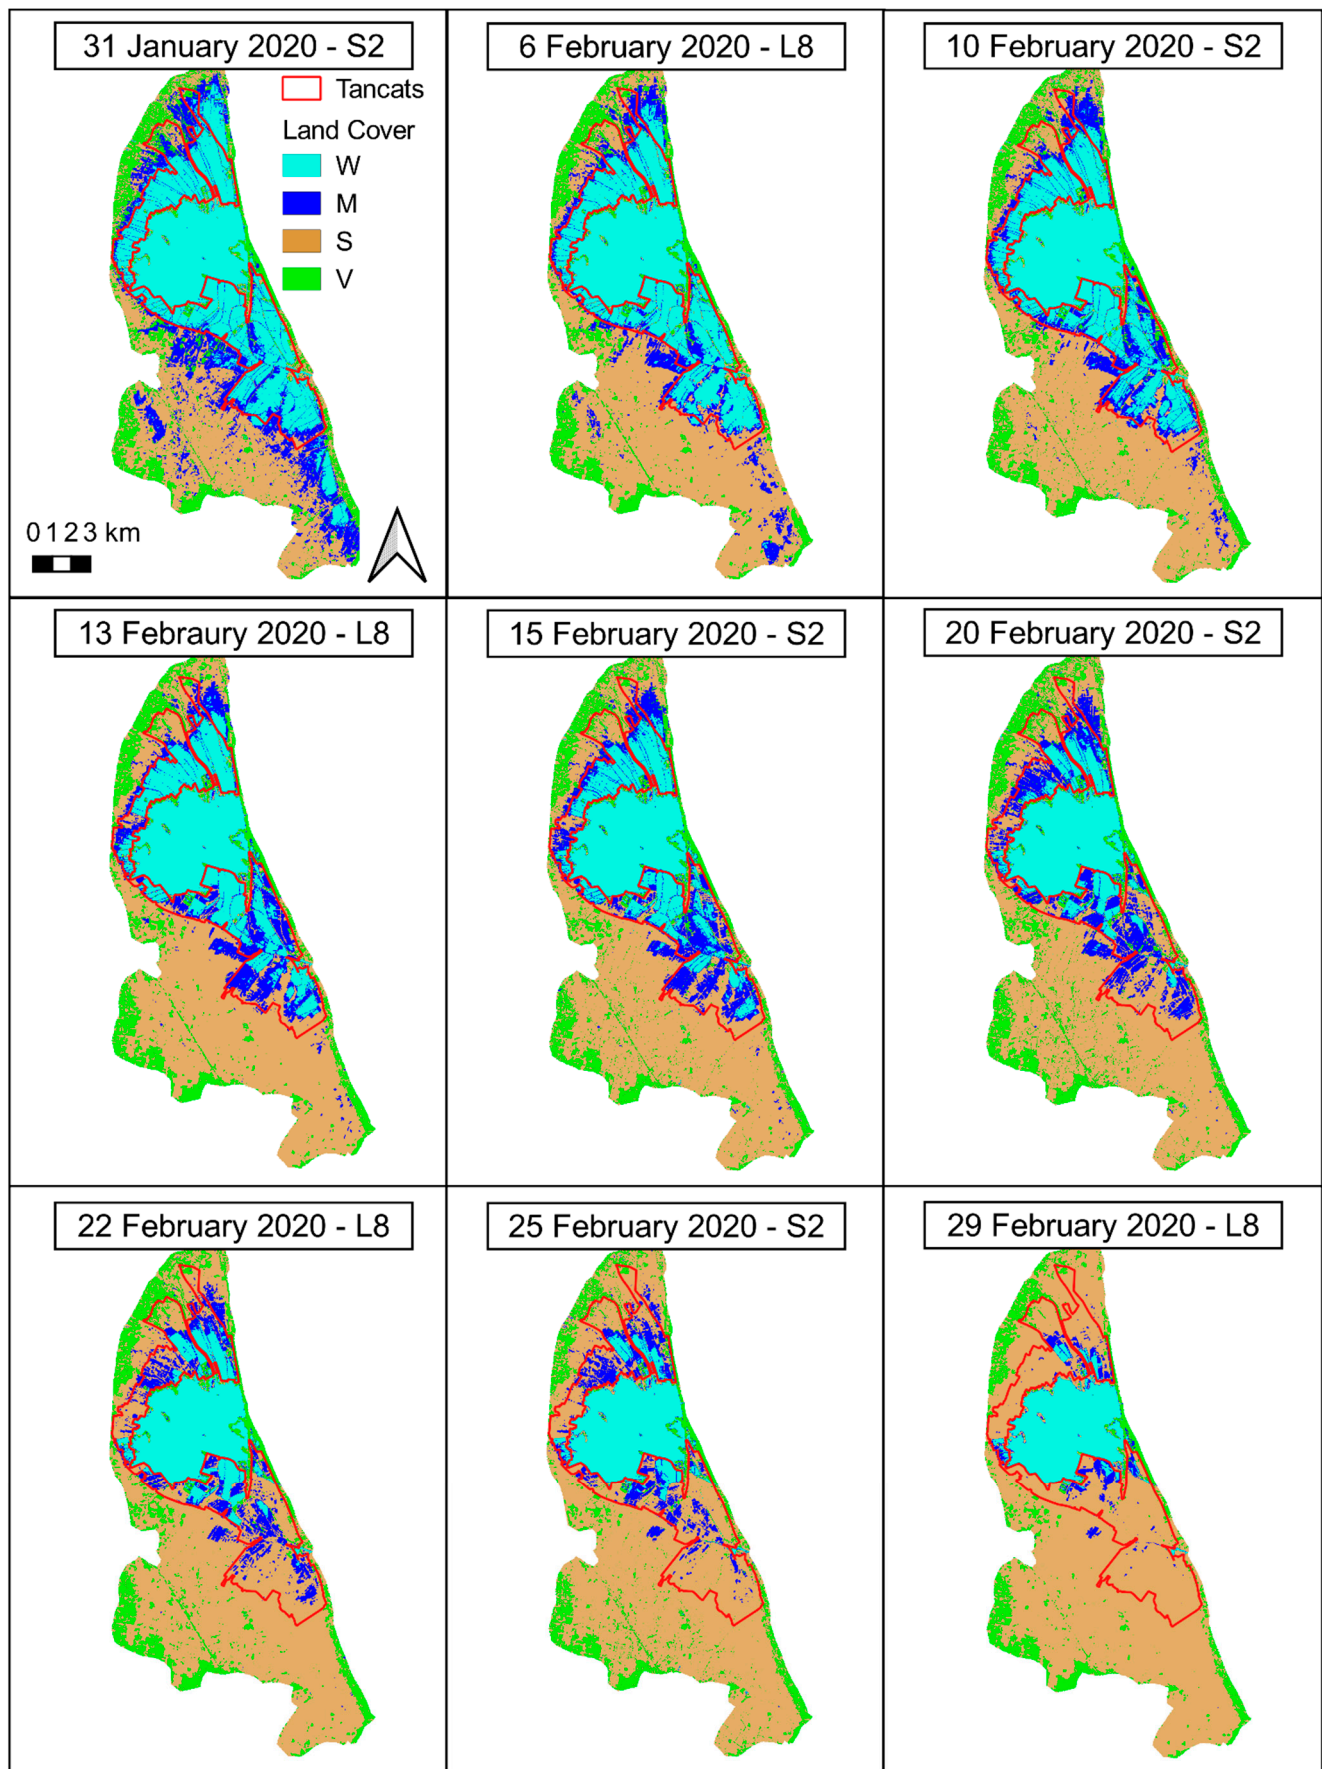 31 January 2020 - S2
6 February 2020 - L8
10 February 2020 - S2
Tancats
Land Cover
W
M
S
V
0 1 2 3 km
13 Febraury 2020 - L8
15 February 2020 - S2
20 February 2020 - S2
22 February 2020 - L8
25 February 2020 - S2
29 February 2020 - L8